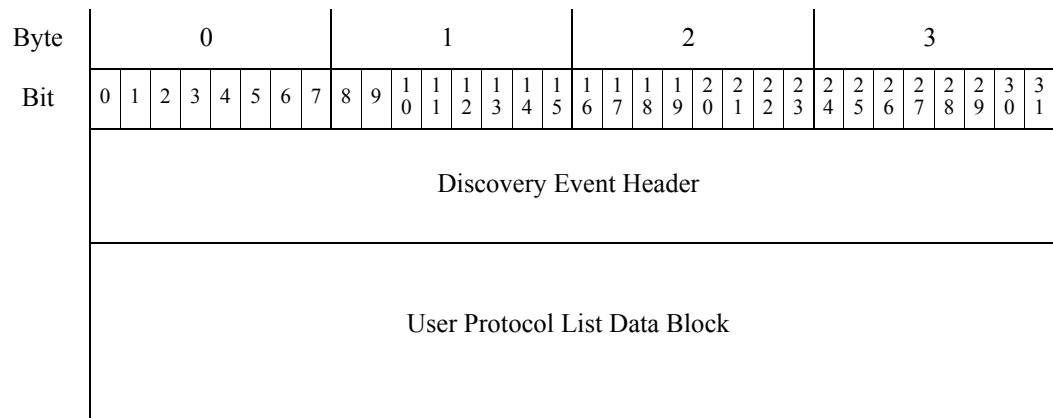 Byte 0 1 2 3
Bit 0 1 2 3 4 5 6 7 8 9 10 11 12 13 14 15 16 17 18 19 20 21 22 23 24 25 26 27 28 29 30 31
Discovery Event Header
User Protocol List Data Block